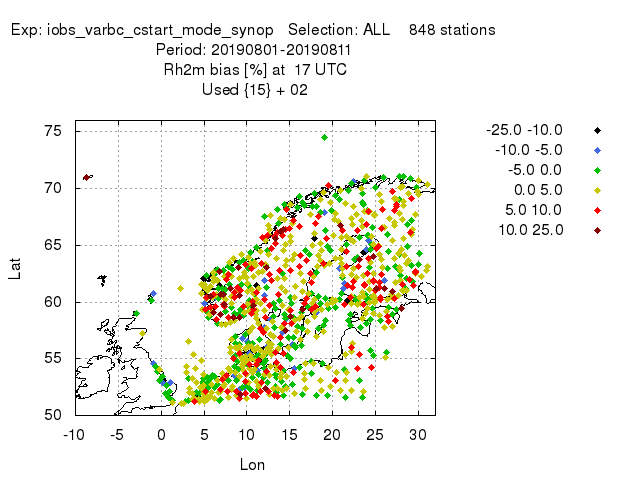 Exp: iobs_varbc_cstart_mode_synop Selection: ALL 848 stations
Period: 20190801-20190811
Rh2m bias [%] at 17 UTC
Used {15} + 02
75
70
65
60
55
50
Lat
-10 -5 0 5 10 15 20 25 30
Lon
-25.0 -10.0
-10.0 -5.0
-5.0 0.0
0.0 5.0
5.0 10.0
10.0 25.0